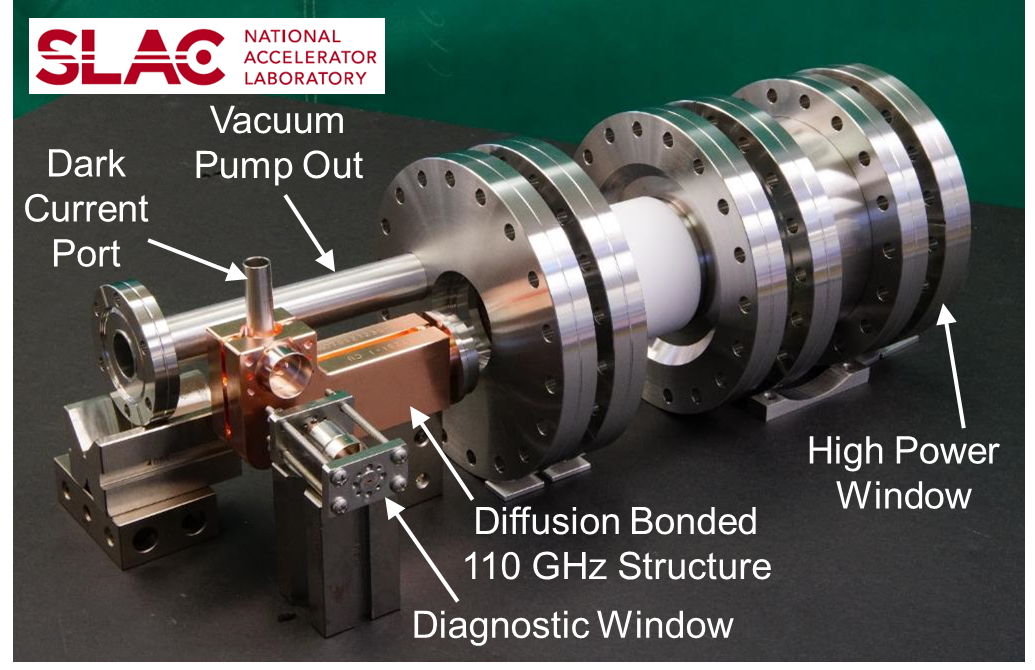 SLAC
NATIONAL
ACCELERATOR
LABORATORY
Vacuum
Pump Out
Dark
Current
Port
High Power
Window
Diffusion Bonded
110 GHz Structure
Diagnostic Window